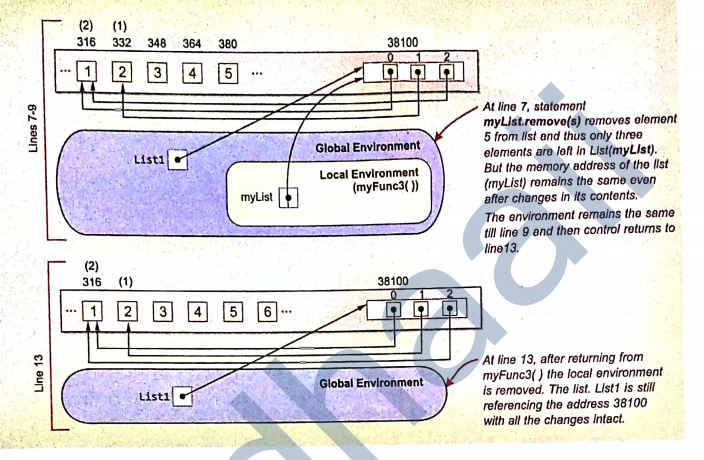 Lines 7-9
(2) (1)
316 332 348 364 380 38100
0 1 2
... 1 2 3 4 5 ...
Global Environment
List1
Local Environment
(myFunc3( ))
myList
At line 7, statement
myList.remove(s) removes element
5 from list and thus only three
elements are left in List(myList).
But the memory address of the list
(myList) remains the same even
after changes in its contents.
The environment remains the same
till line 9 and then control returns to
line13.
Line 13
(2) (1)
316 38100
0 1 2
... 1 2 3 4 5 6 ...
Global Environment
List1
At line 13, after returning from
myFunc3( ) the local environment
is removed. The list. List1 is still
referencing the address 38100
with all the changes intact.